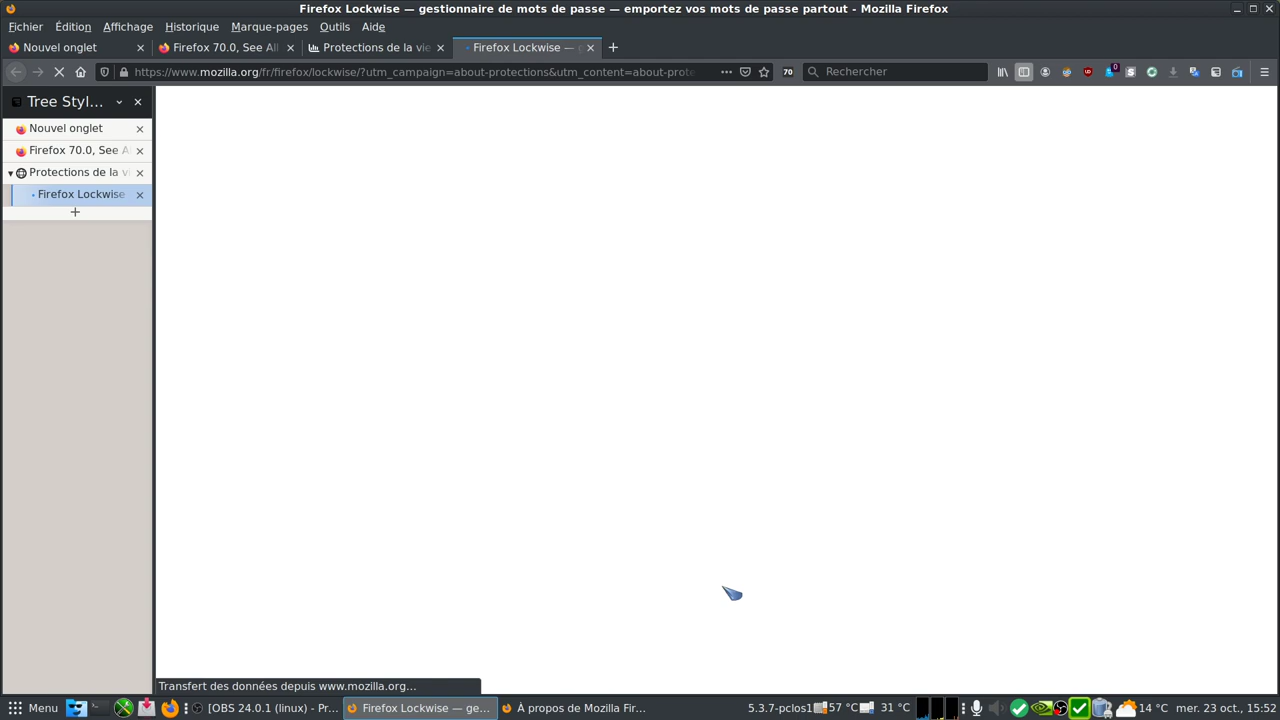 Firefox Lockwise — gestionnaire de mots de passe — emportez vos mots de passe partout - Mozilla Firefox
Fichier Édition Affichage Historique Marque-pages Outils Aide
Nouvel onglet Firefox 70.0, See All Protections de la vie Firefox Lockwise — g
https://www.mozilla.org/fr/firefox/lockwise/?utm_campaign=about-protections&utm_content=about-prote 70 Rechercher 0
Tree Styl...
Nouvel onglet
Firefox 70.0, See A
Protections de la vi
Firefox Lockwise
Transfert des données depuis www.mozilla.org…
Menu [OBS 24.0.1 (linux) - Pr... Firefox Lockwise — ge... À propos de Mozilla Fir... 5.3.7-pclos1 57 °C 31 °C 14 °C mer. 23 oct., 15:52